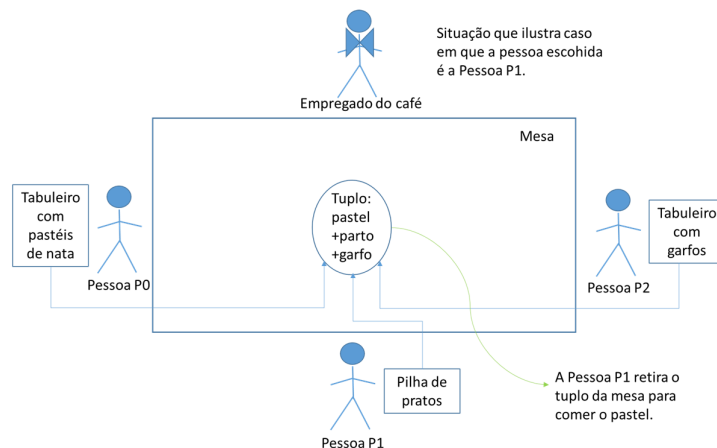 Situação que ilustra caso
em que a pessoa escohida
é a Pessoa P1.
Empregado do café
Mesa
Tabuleiro
com
pastéis
de nata
Pessoa P0
Tuplo:
pastel
+parto
+garfo
Tabuleiro
com
garfos
Pessoa P2
Pilha de
pratos
Pessoa P1
A Pessoa P1 retira o
tuplo da mesa para
comer o pastel.